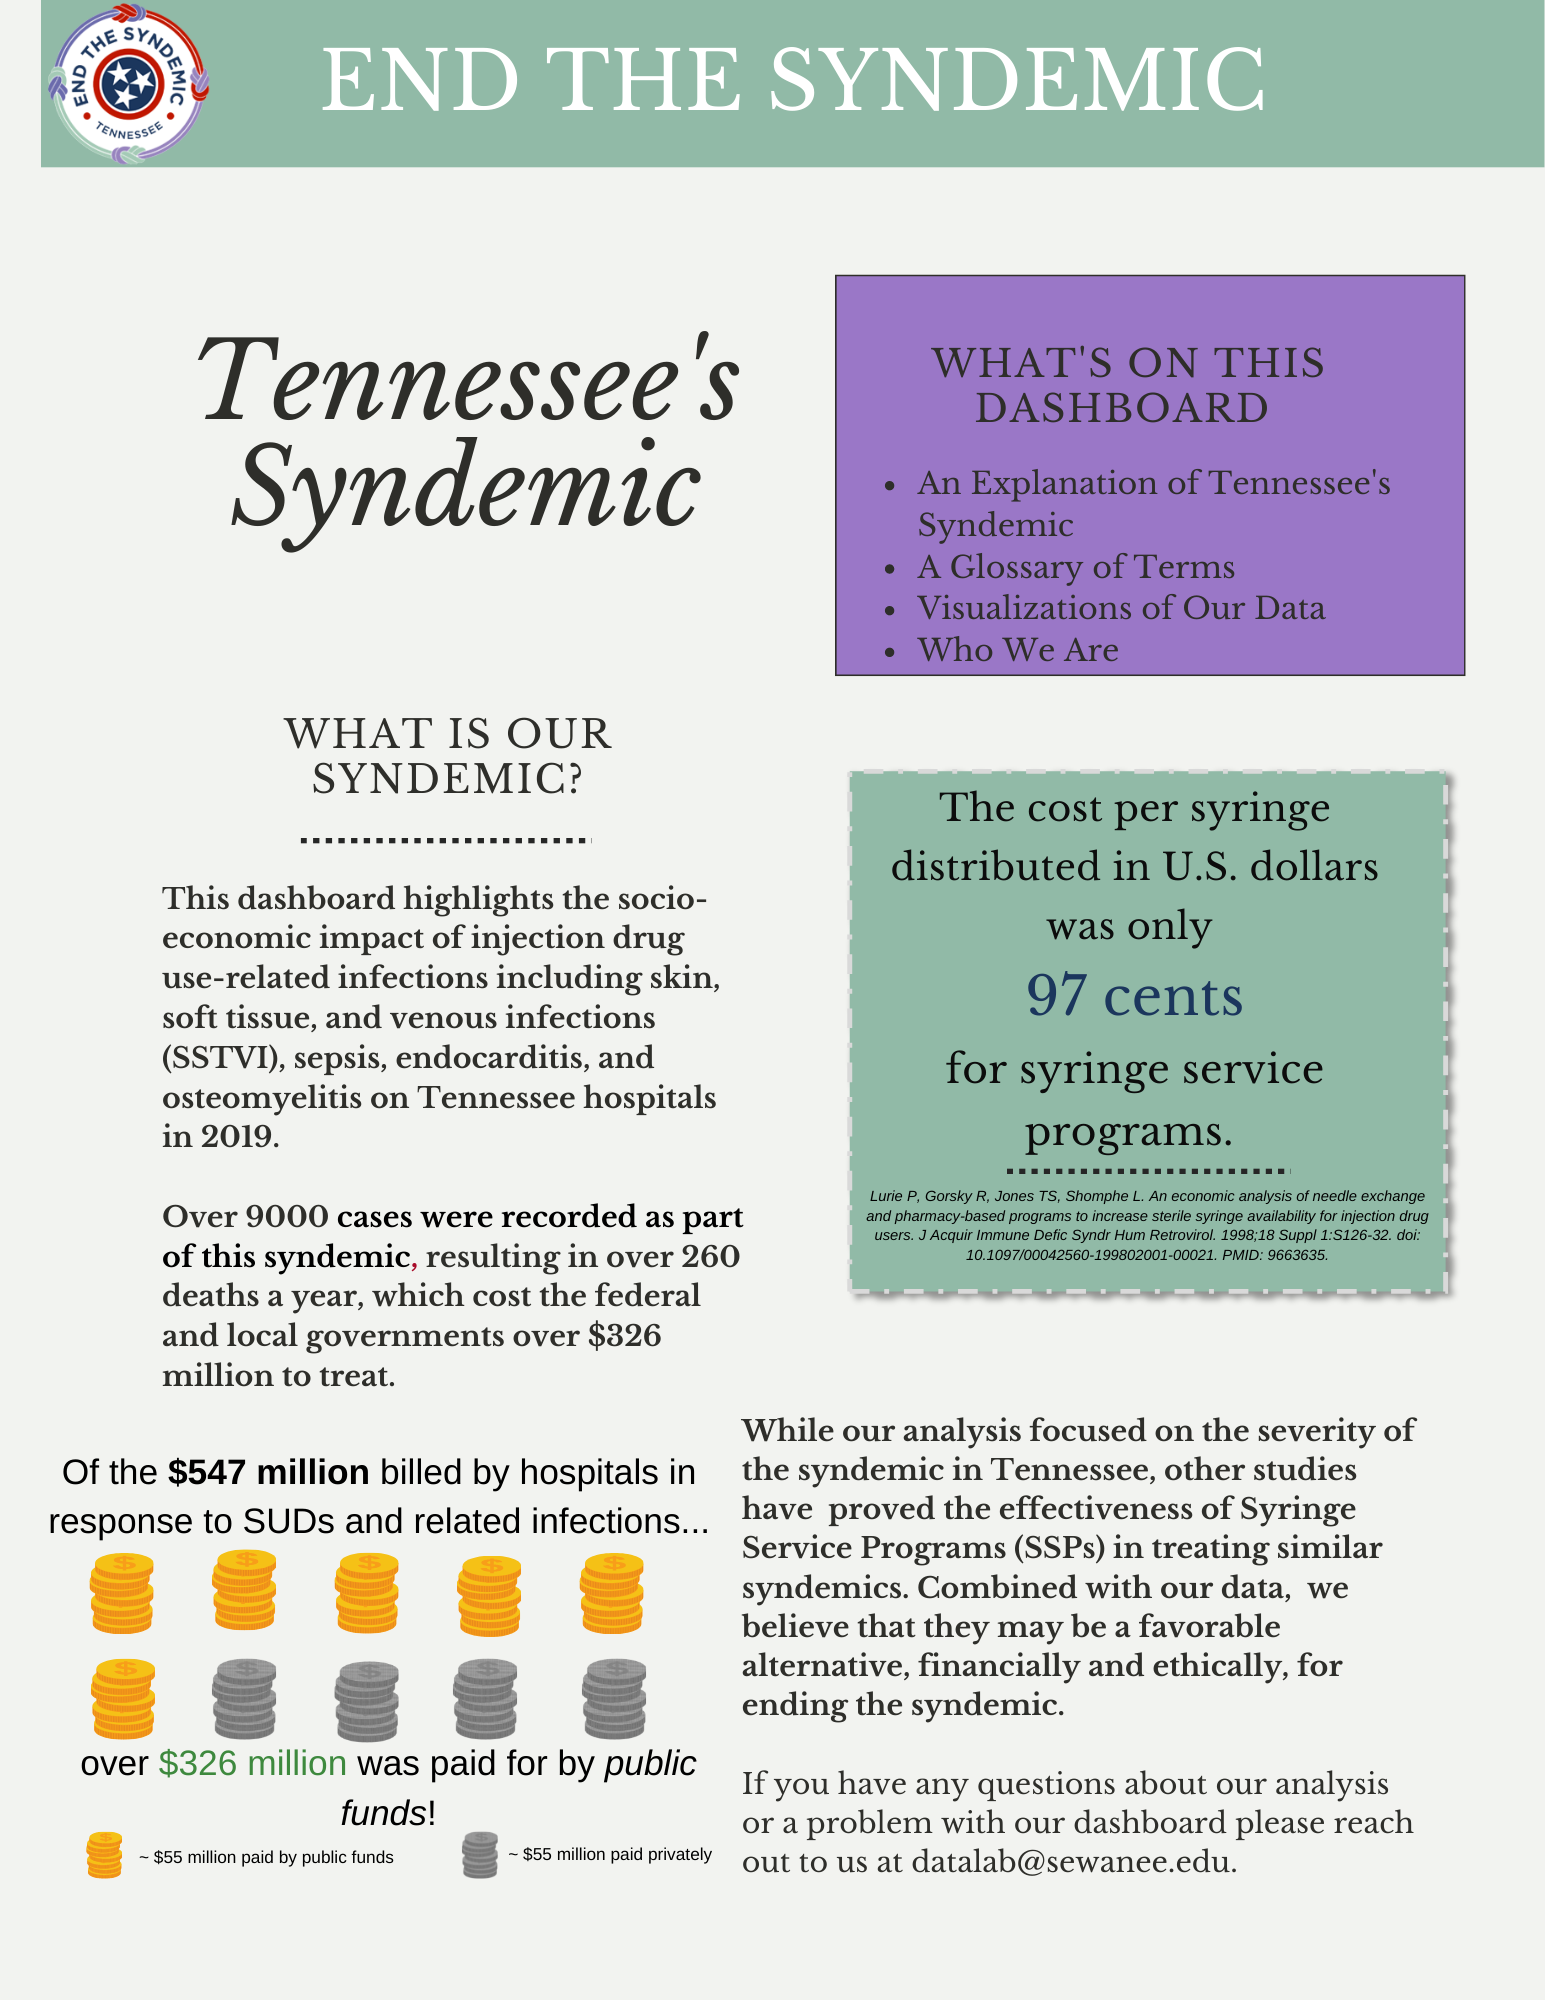 END THE SYNDEMIC
TENNESSEE
END THE SYNDEMIC
Tennessee's
Syndemic
WHAT'S ON THIS
DASHBOARD
• An Explanation of Tennessee's
Syndemic
• A Glossary of Terms
• Visualizations of Our Data
• Who We Are
WHAT IS OUR
SYNDEMIC?
This dashboard highlights the socio-
economic impact of injection drug
use-related infections including skin,
soft tissue, and venous infections
(SSTVI), sepsis, endocarditis, and
osteomyelitis on Tennessee hospitals
in 2019.
Over 9000 cases were recorded as part
of this syndemic, resulting in over 260
deaths a year, which cost the federal
and local governments over $326
million to treat.
The cost per syringe
distributed in U.S. dollars
was only
97 cents
for syringe service
programs.
Lurie P, Gorsky R, Jones TS, Shomphe L. An economic analysis of needle exchange
and pharmacy-based programs to increase sterile syringe availability for injection drug
users. J Acquir Immune Defic Syndr Hum Retrovirol. 1998;18 Suppl 1:S126-32. doi:
10.1097/00042560-199802001-00021. PMID: 9663635.
Of the $547 million billed by hospitals in
response to SUDs and related infections...
over $326 million was paid for by public
funds!
~ $55 million paid by public funds
~ $55 million paid privately
While our analysis focused on the severity of
the syndemic in Tennessee, other studies
have  proved the effectiveness of Syringe
Service Programs (SSPs) in treating similar
syndemics. Combined with our data,  we
believe that they may be a favorable
alternative, financially and ethically, for
ending the syndemic.
If you have any questions about our analysis
or a problem with our dashboard please reach
out to us at datalab@sewanee.edu.